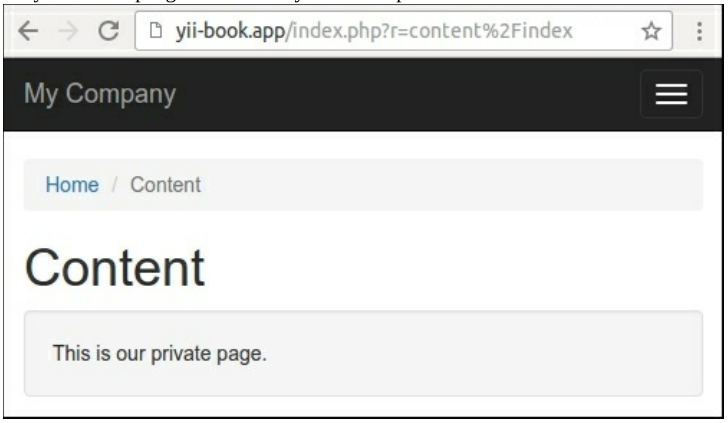 yii-book.app/index.php?r=content%2Findex
My Company
Home / Content
Content
This is our private page.